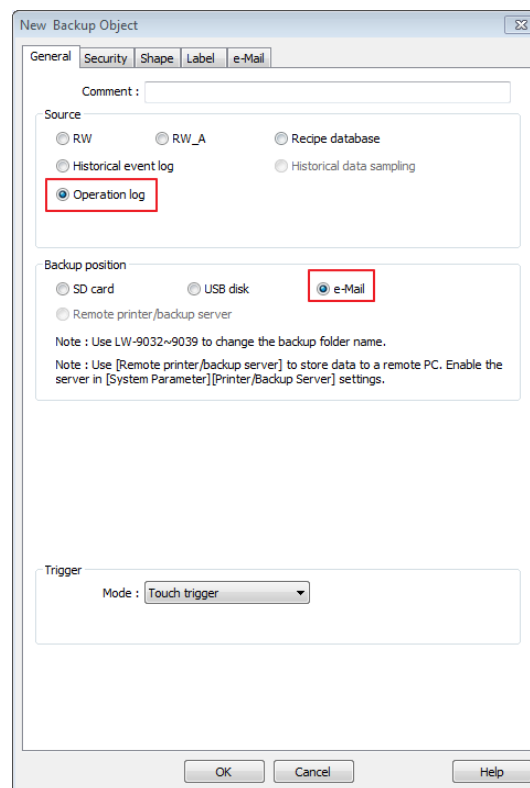 New Backup Object
General Security Shape Label e-Mail
Comment :
Source
RW RW_A Recipe database
Historical event log Historical data sampling
Operation log
Backup position
SD card USB disk e-Mail
Remote printer/backup server
Note : Use LW-9032~9039 to change the backup folder name.
Note : Use [Remote printer/backup server] to store data to a remote PC. Enable the
server in [System Parameter][Printer/Backup Server] settings.
Trigger
Mode : Touch trigger
OK Cancel Help